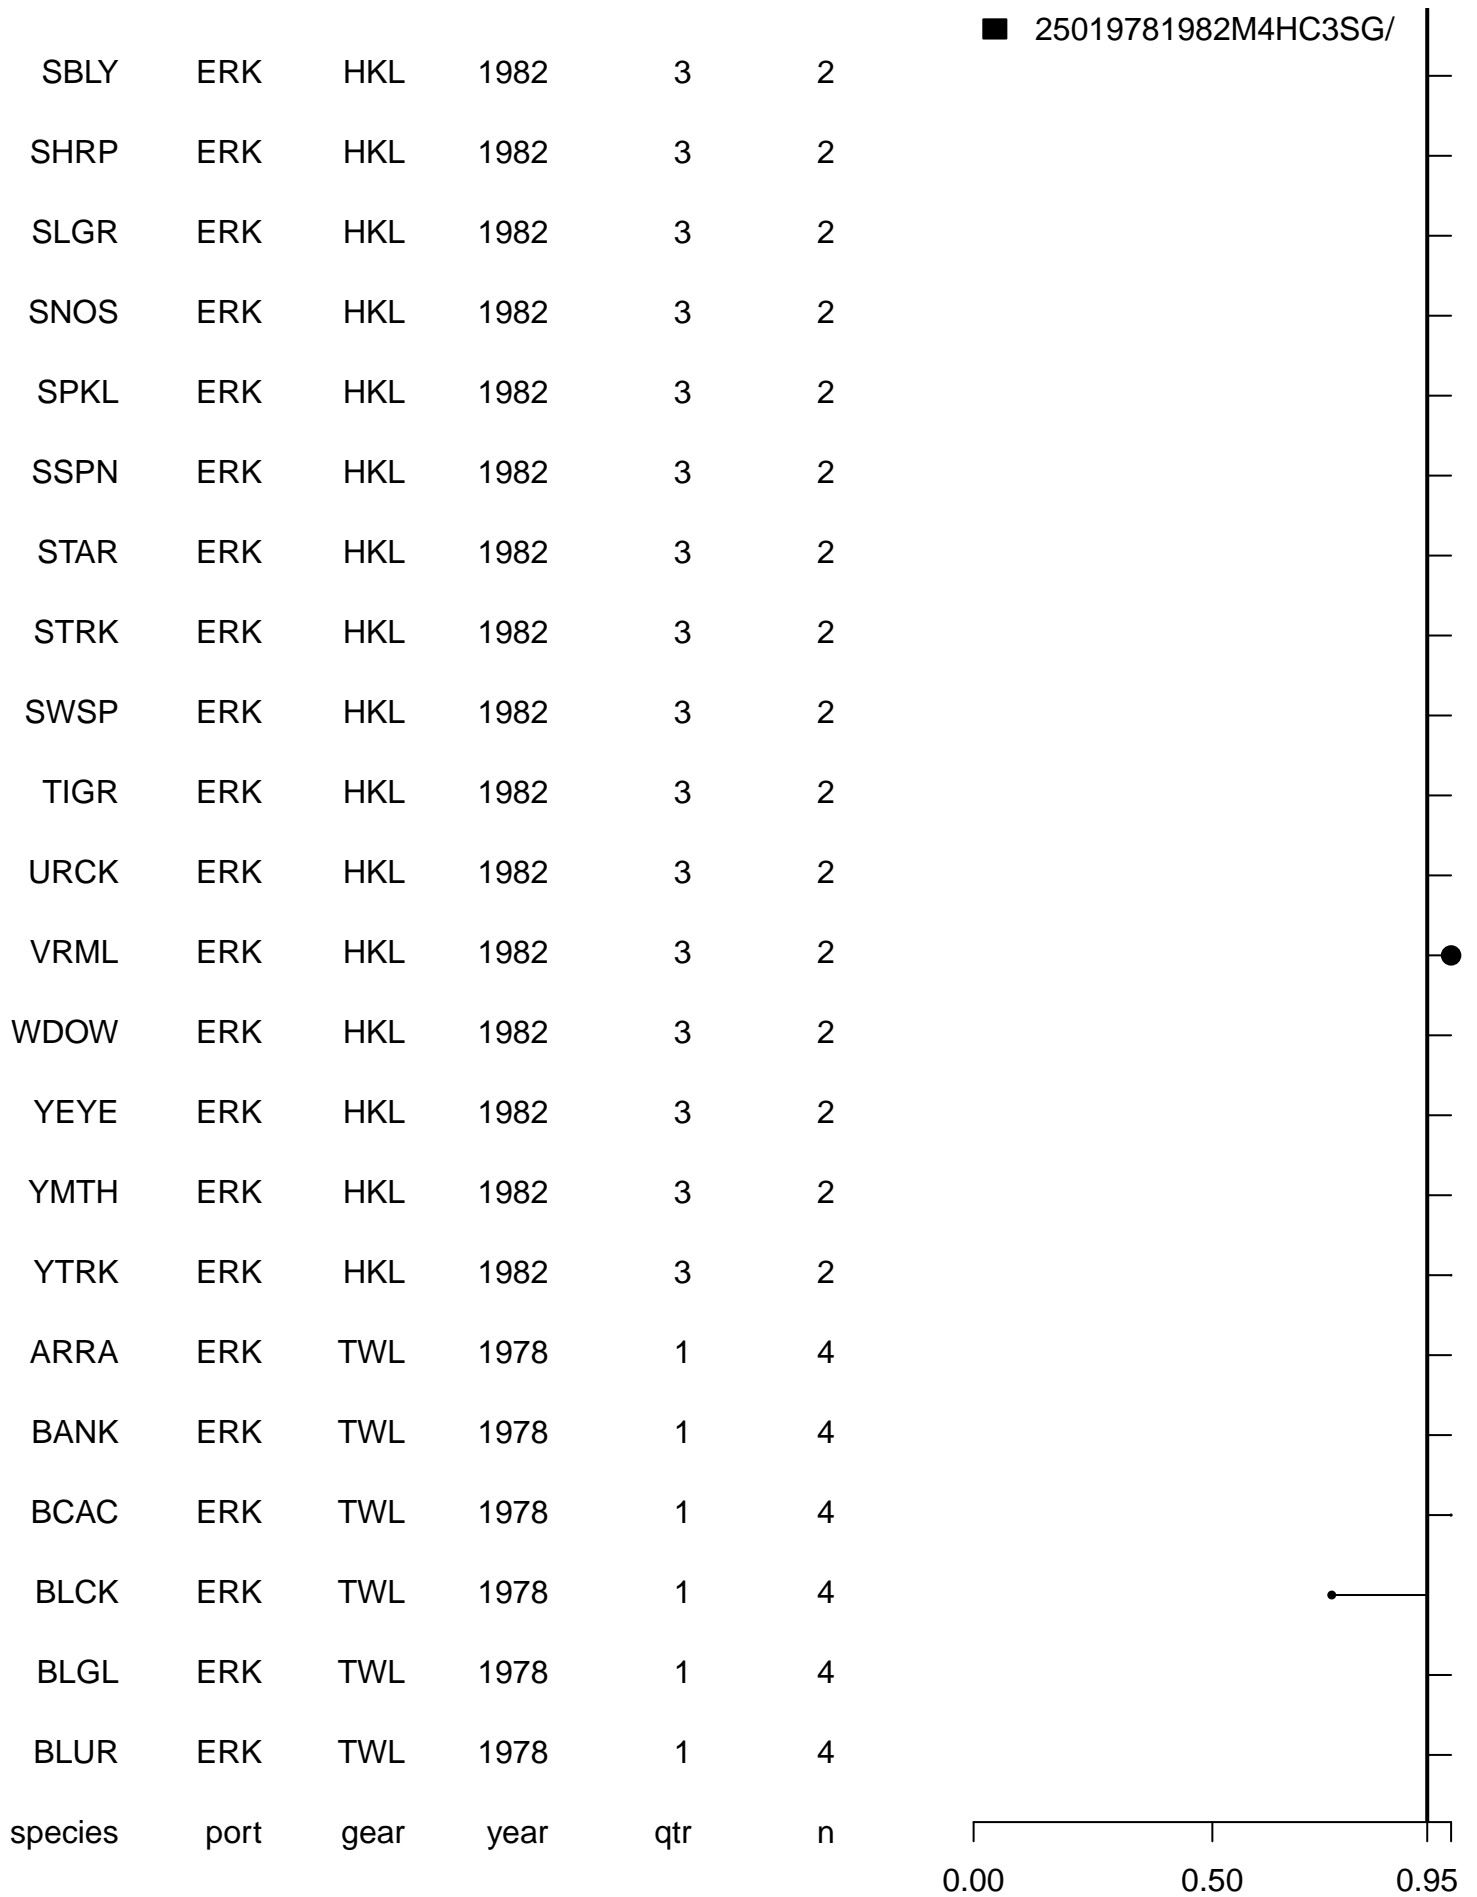 25019781982M4HC3SG/
SBLY ERK HKL 1982 3 2
SHRP ERK HKL 1982 3 2
SLGR ERK HKL 1982 3 2
SNOS ERK HKL 1982 3 2
SPKL ERK HKL 1982 3 2
SSPN ERK HKL 1982 3 2
STAR ERK HKL 1982 3 2
STRK ERK HKL 1982 3 2
SWSP ERK HKL 1982 3 2
TIGR ERK HKL 1982 3 2
URCK ERK HKL 1982 3 2
VRML ERK HKL 1982 3 2
WDOW ERK HKL 1982 3 2
YEYE ERK HKL 1982 3 2
YMTH ERK HKL 1982 3 2
YTRK ERK HKL 1982 3 2
ARRA ERK TWL 1978 1 4
BANK ERK TWL 1978 1 4
BCAC ERK TWL 1978 1 4
BLCK ERK TWL 1978 1 4
BLGL ERK TWL 1978 1 4
BLUR ERK TWL 1978 1 4
species port gear year qtr n
0.00 0.50 0.95